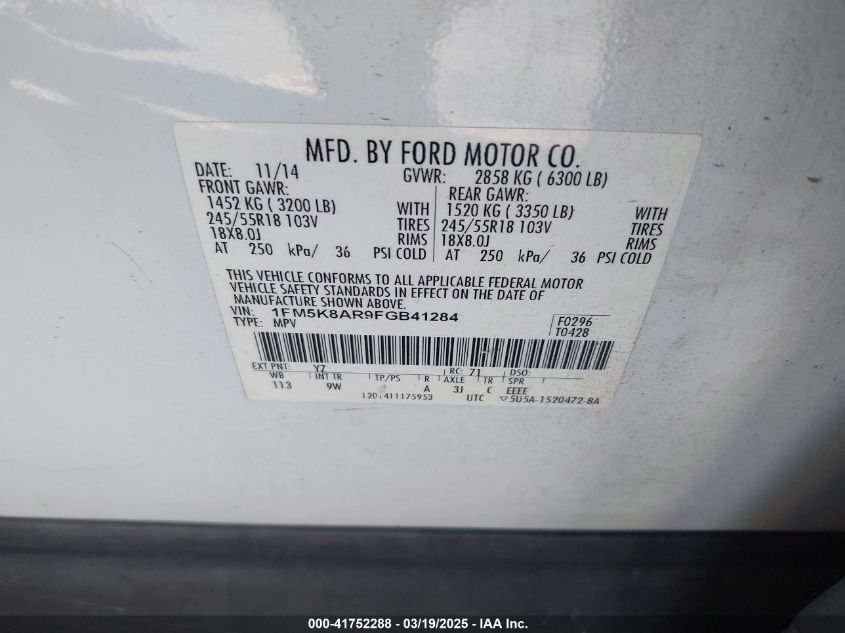 MFD. BY FORD MOTOR CO.
DATE: 11/14 GVWR: 2858 KG ( 6300 LB)
FRONT GAWR: REAR GAWR:
1452 KG ( 3200 LB) WITH 1520 KG ( 3350 LB) WITH
245/55R18 103V TIRES 245/55R18 103V TIRES
18X8.0J RIMS 18X8.0J RIMS
AT 250 kPa/ 36 PSI COLD AT 250 kPa/ 36 PSI COLD
THIS VEHICLE CONFORMS TO ALL APPLICABLE FEDERAL MOTOR
VEHICLE SAFETY STANDARDS IN EFFECT ON THE DATE OF
MANUFACTURE SHOWN ABOVE.
VIN: 1FM5K8AR9FGB41284 F0296
TYPE: MPV T0428
EXT PNT: YZ RC: 71 DSO:
WB INT TR TP/PS R AXLE TR SPR
113 9W A 3J C EEEE
UTC ▽5U5A-1520472-BA
000-41752288 - 03/19/2025 - IAA Inc.